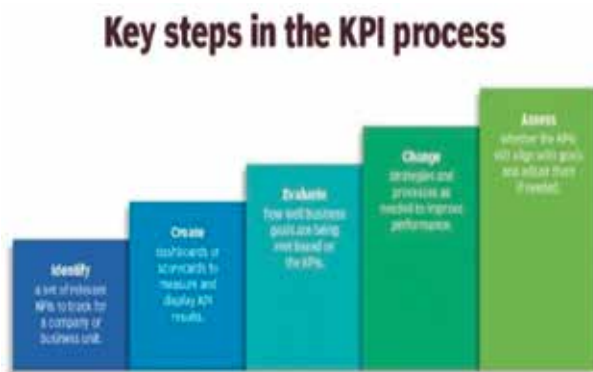 Key steps in the KPI process
Identify
a set of relevant
KPIs to track for
a company or
business unit.
Create
dashboards or
scorecards to
measure and
display KPI
results.
Evaluate
how well business
goals are being
met based on
the KPIs.
Change
strategies and
processes as
needed to improve
performance.
Assess
whether the KPIs
still align with goals
and adjust them
if needed.